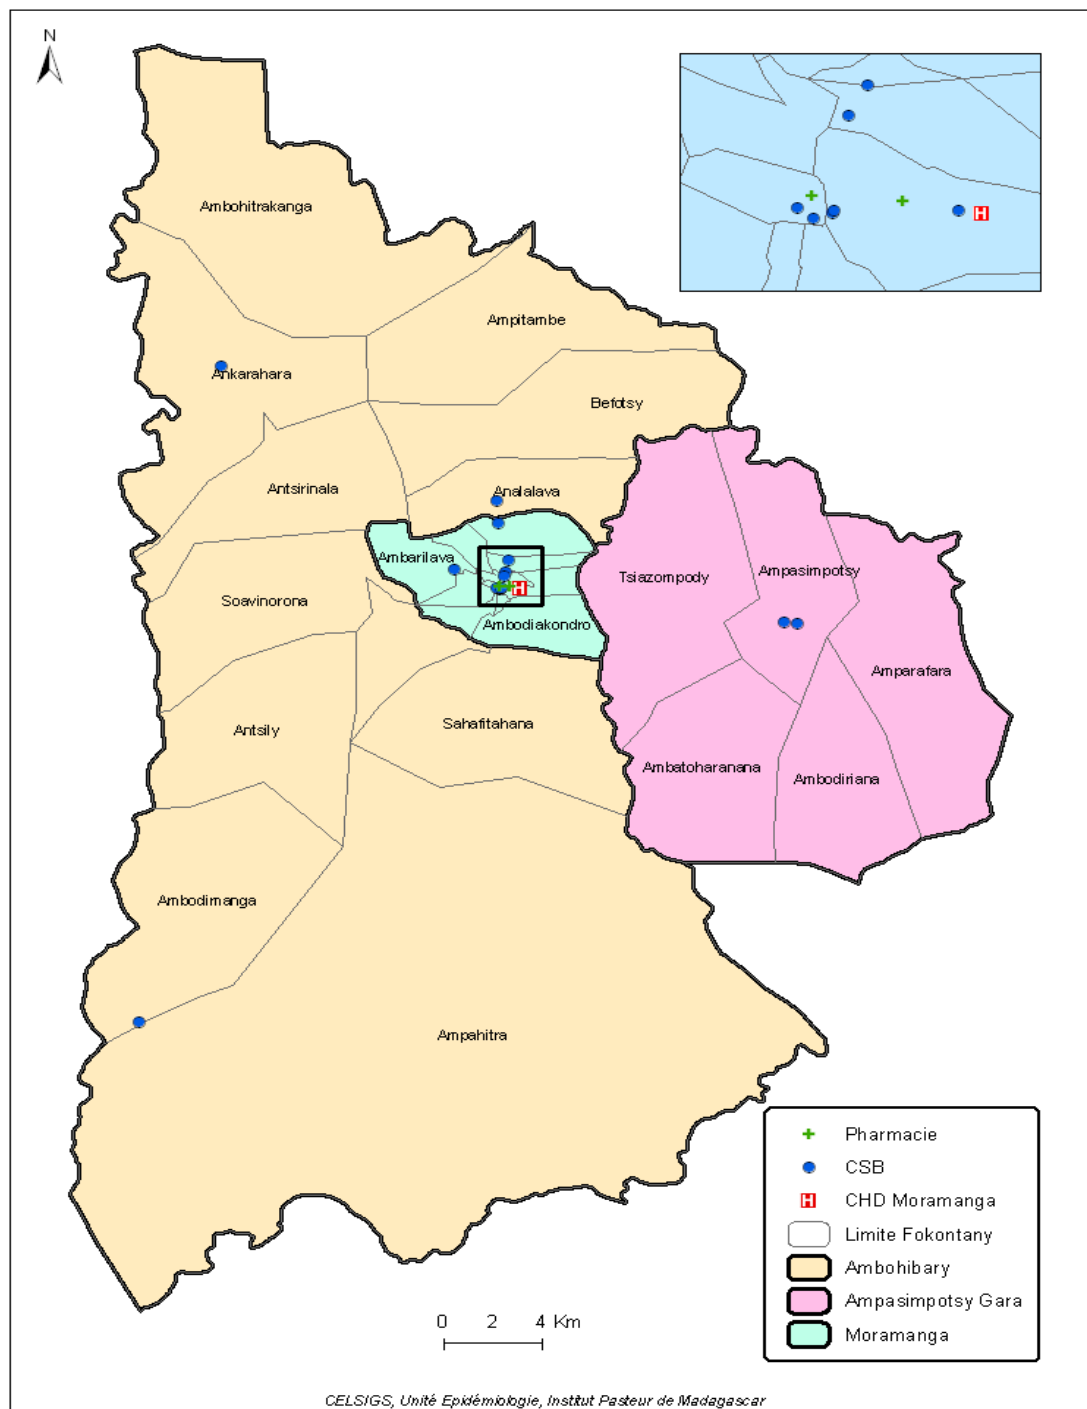 N
Ambohitrakanga
Ampitambe
Ankarahara
Befotsy
Antsirinala
Analalava
Ambarilava
Tsiazompody
Ampasimpotsy
Soavinorona
Ambodiakondro
Amparafara
Antsily
Sahafitahana
Ambatoharanana
Ambodiriana
Ambodimanga
Ampahitra
H
H
Pharmacie
CSB
H CHD Moramanga
Limite Fokontany
Ambohibary
Ampasimpotsy Gara
Moramanga
0 2 4 Km
CELSIGS, Unité Epidémiologie, Institut Pasteur de Madagascar